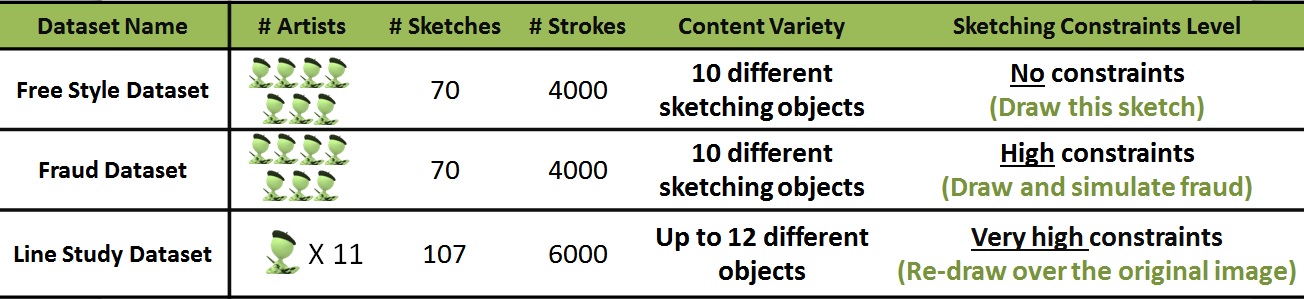 Dataset Name # Artists # Sketches # Strokes Content Variety Sketching Constraints Level
Free Style Dataset 70 4000 10 different sketching objects No constraints (Draw this sketch)
Fraud Dataset 70 4000 10 different sketching objects High constraints (Draw and simulate fraud)
Line Study Dataset X 11 107 6000 Up to 12 different objects Very high constraints (Re-draw over the original image)